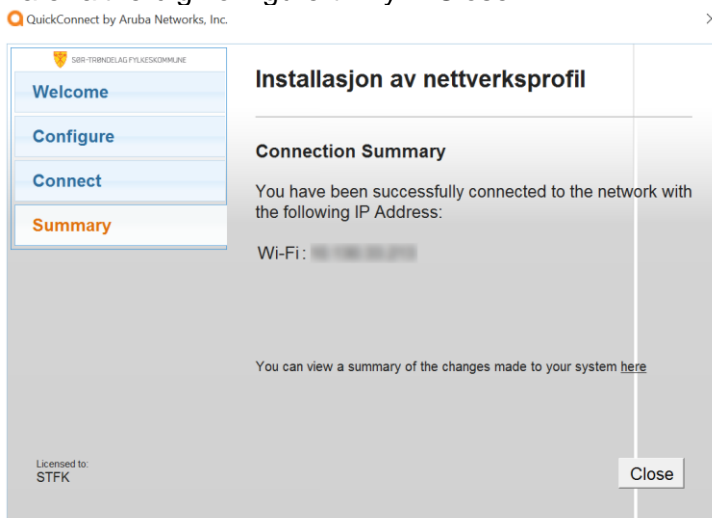 QuickConnect by Aruba Networks, Inc.
SØR-TRØNDELAG FYLKESKOMMUNE
Welcome
Configure
Connect
Summary
Installasjon av nettverksprofil
Connection Summary
You have been successfully connected to the network with
the following IP Address:
Wi-Fi :
You can view a summary of the changes made to your system here
Licensed to:
STFK
Close